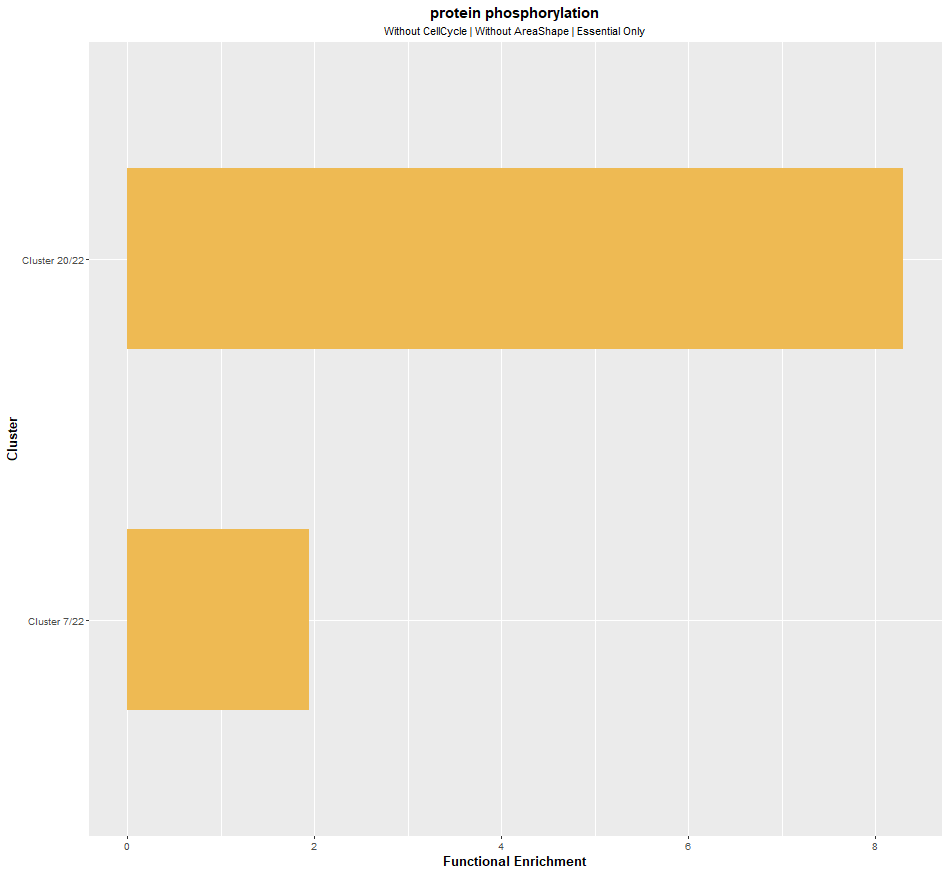 protein phosphorylation
Without CellCycle | Without AreaShape | Essential Only
Cluster
Cluster 20/22
Cluster 7/22
0 2 4 6 8
Functional Enrichment